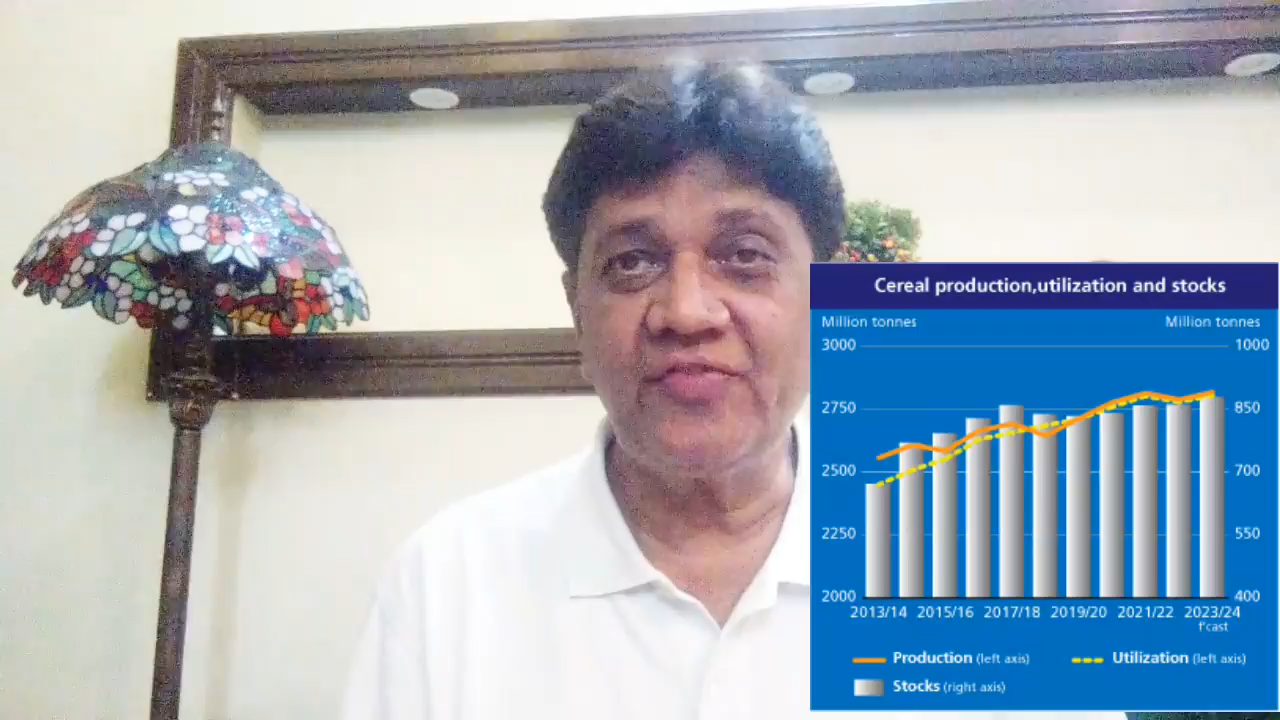 Cereal production,utilization and stocks
Million tonnes Million tonnes
3000 1000
2750 850
2500 700
2250 550
2000 400
2013/14 2015/16 2017/18 2019/20 2021/22 2023/24
f'cast
Production (left axis) Utilization (left axis)
Stocks (right axis)